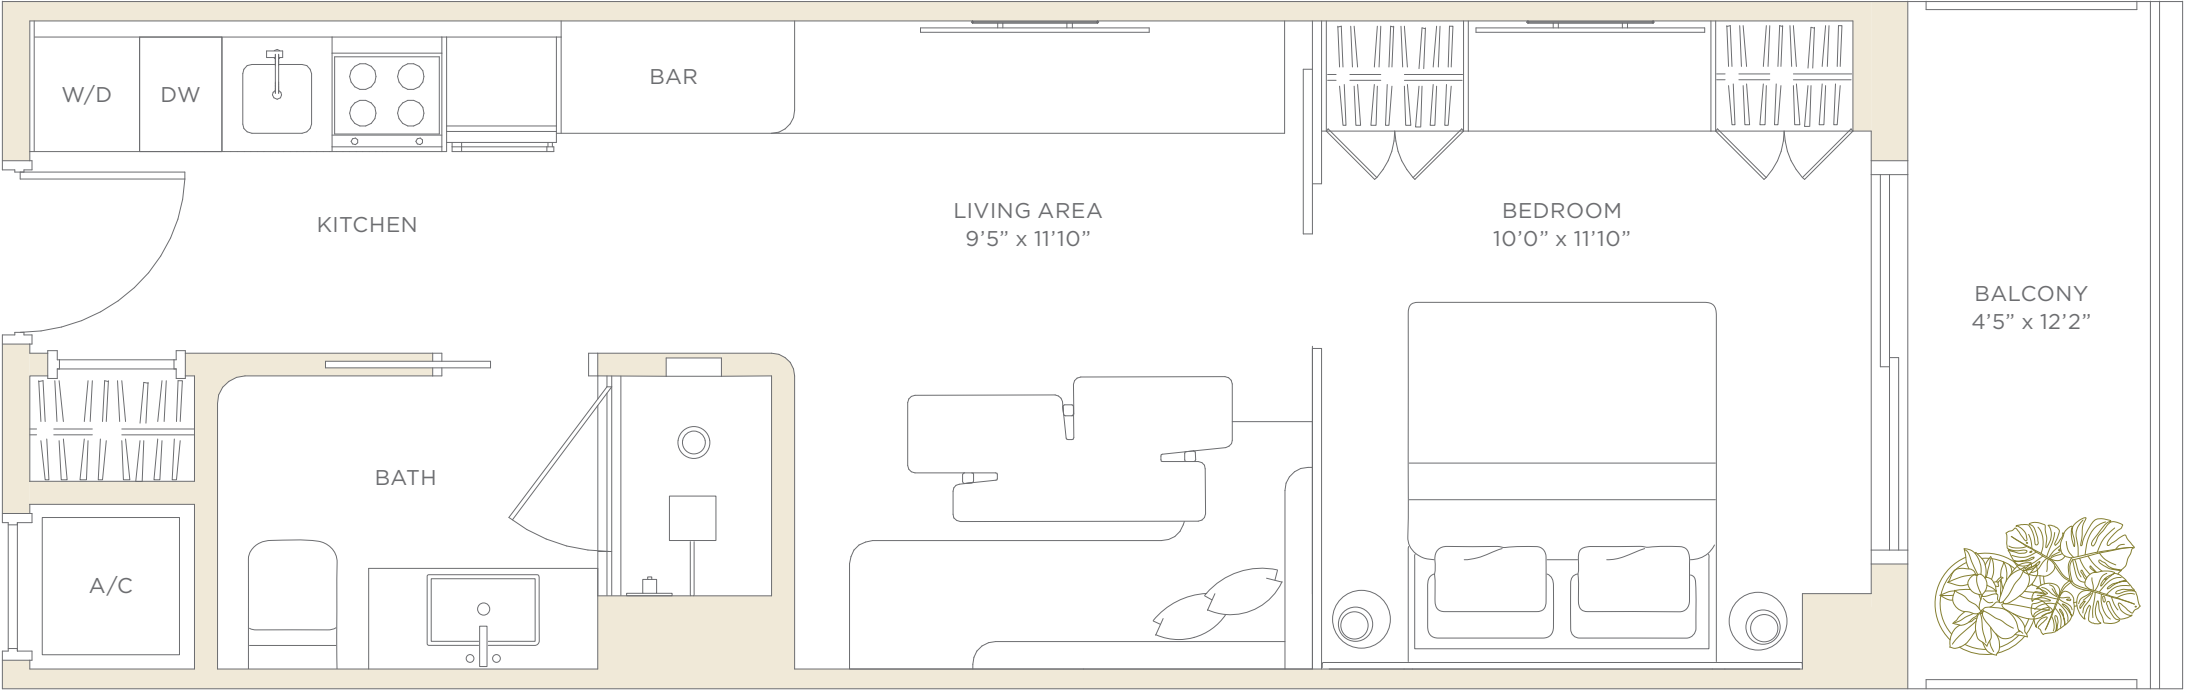 W/D
DW
BAR
KITCHEN
LIVING AREA
9’5” x 11’10”
BEDROOM
10’0” x 11’10”
BALCONY
4’5” x 12’2”
BATH
A/C